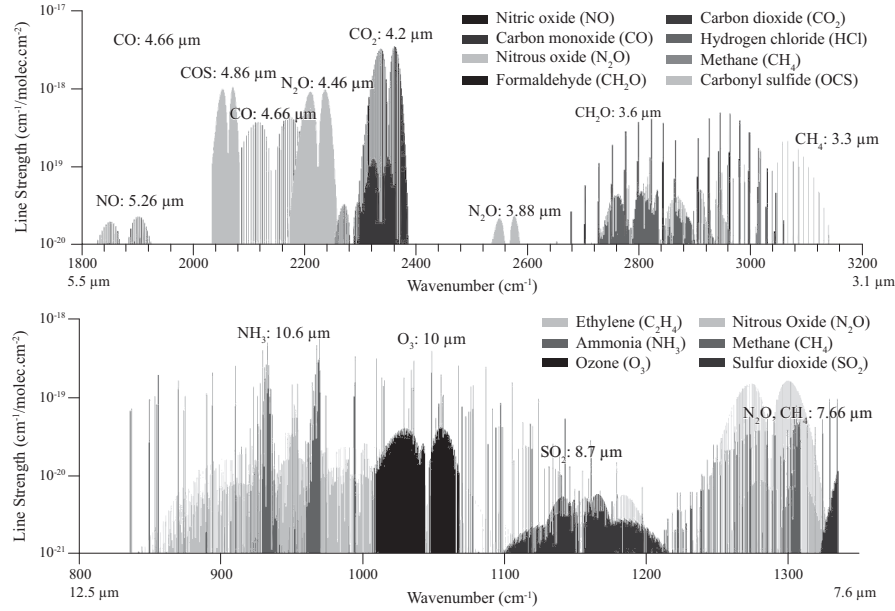 10-17
10-18
10-19
10-20
Line Strength (cm-1/molec.cm-2)
CO: 4.66 µm
COS: 4.86 µm
CO: 4.66 µm
N2O: 4.46 µm
CO2: 4.2 µm
NO: 5.26 µm
N2O: 3.88 µm
CH2O: 3.6 µm
CH4: 3.3 µm
Nitric oxide (NO)
Carbon monoxide (CO)
Nitrous oxide (N2O)
Formaldehyde (CH2O)
Carbon dioxide (CO2)
Hydrogen chloride (HCl)
Methane (CH4)
Carbonyl sulfide (OCS)
1800 2000 2200 2400 2600 2800 3000 3200
5.5 µm Wavenumber (cm-1) 3.1 µm
10-18
10-19
10-20
10-21
Line Strength (cm-1/molec.cm-2)
NH3: 10.6 µm
O3: 10 µm
SO2: 8.7 µm
N2O, CH4: 7.66 µm
Ethylene (C2H4)
Ammonia (NH3)
Ozone (O3)
Nitrous Oxide (N2O)
Methane (CH4)
Sulfur dioxide (SO2)
800 900 1000 1100 1200 1300
12.5 µm Wavenumber (cm-1) 7.6 µm